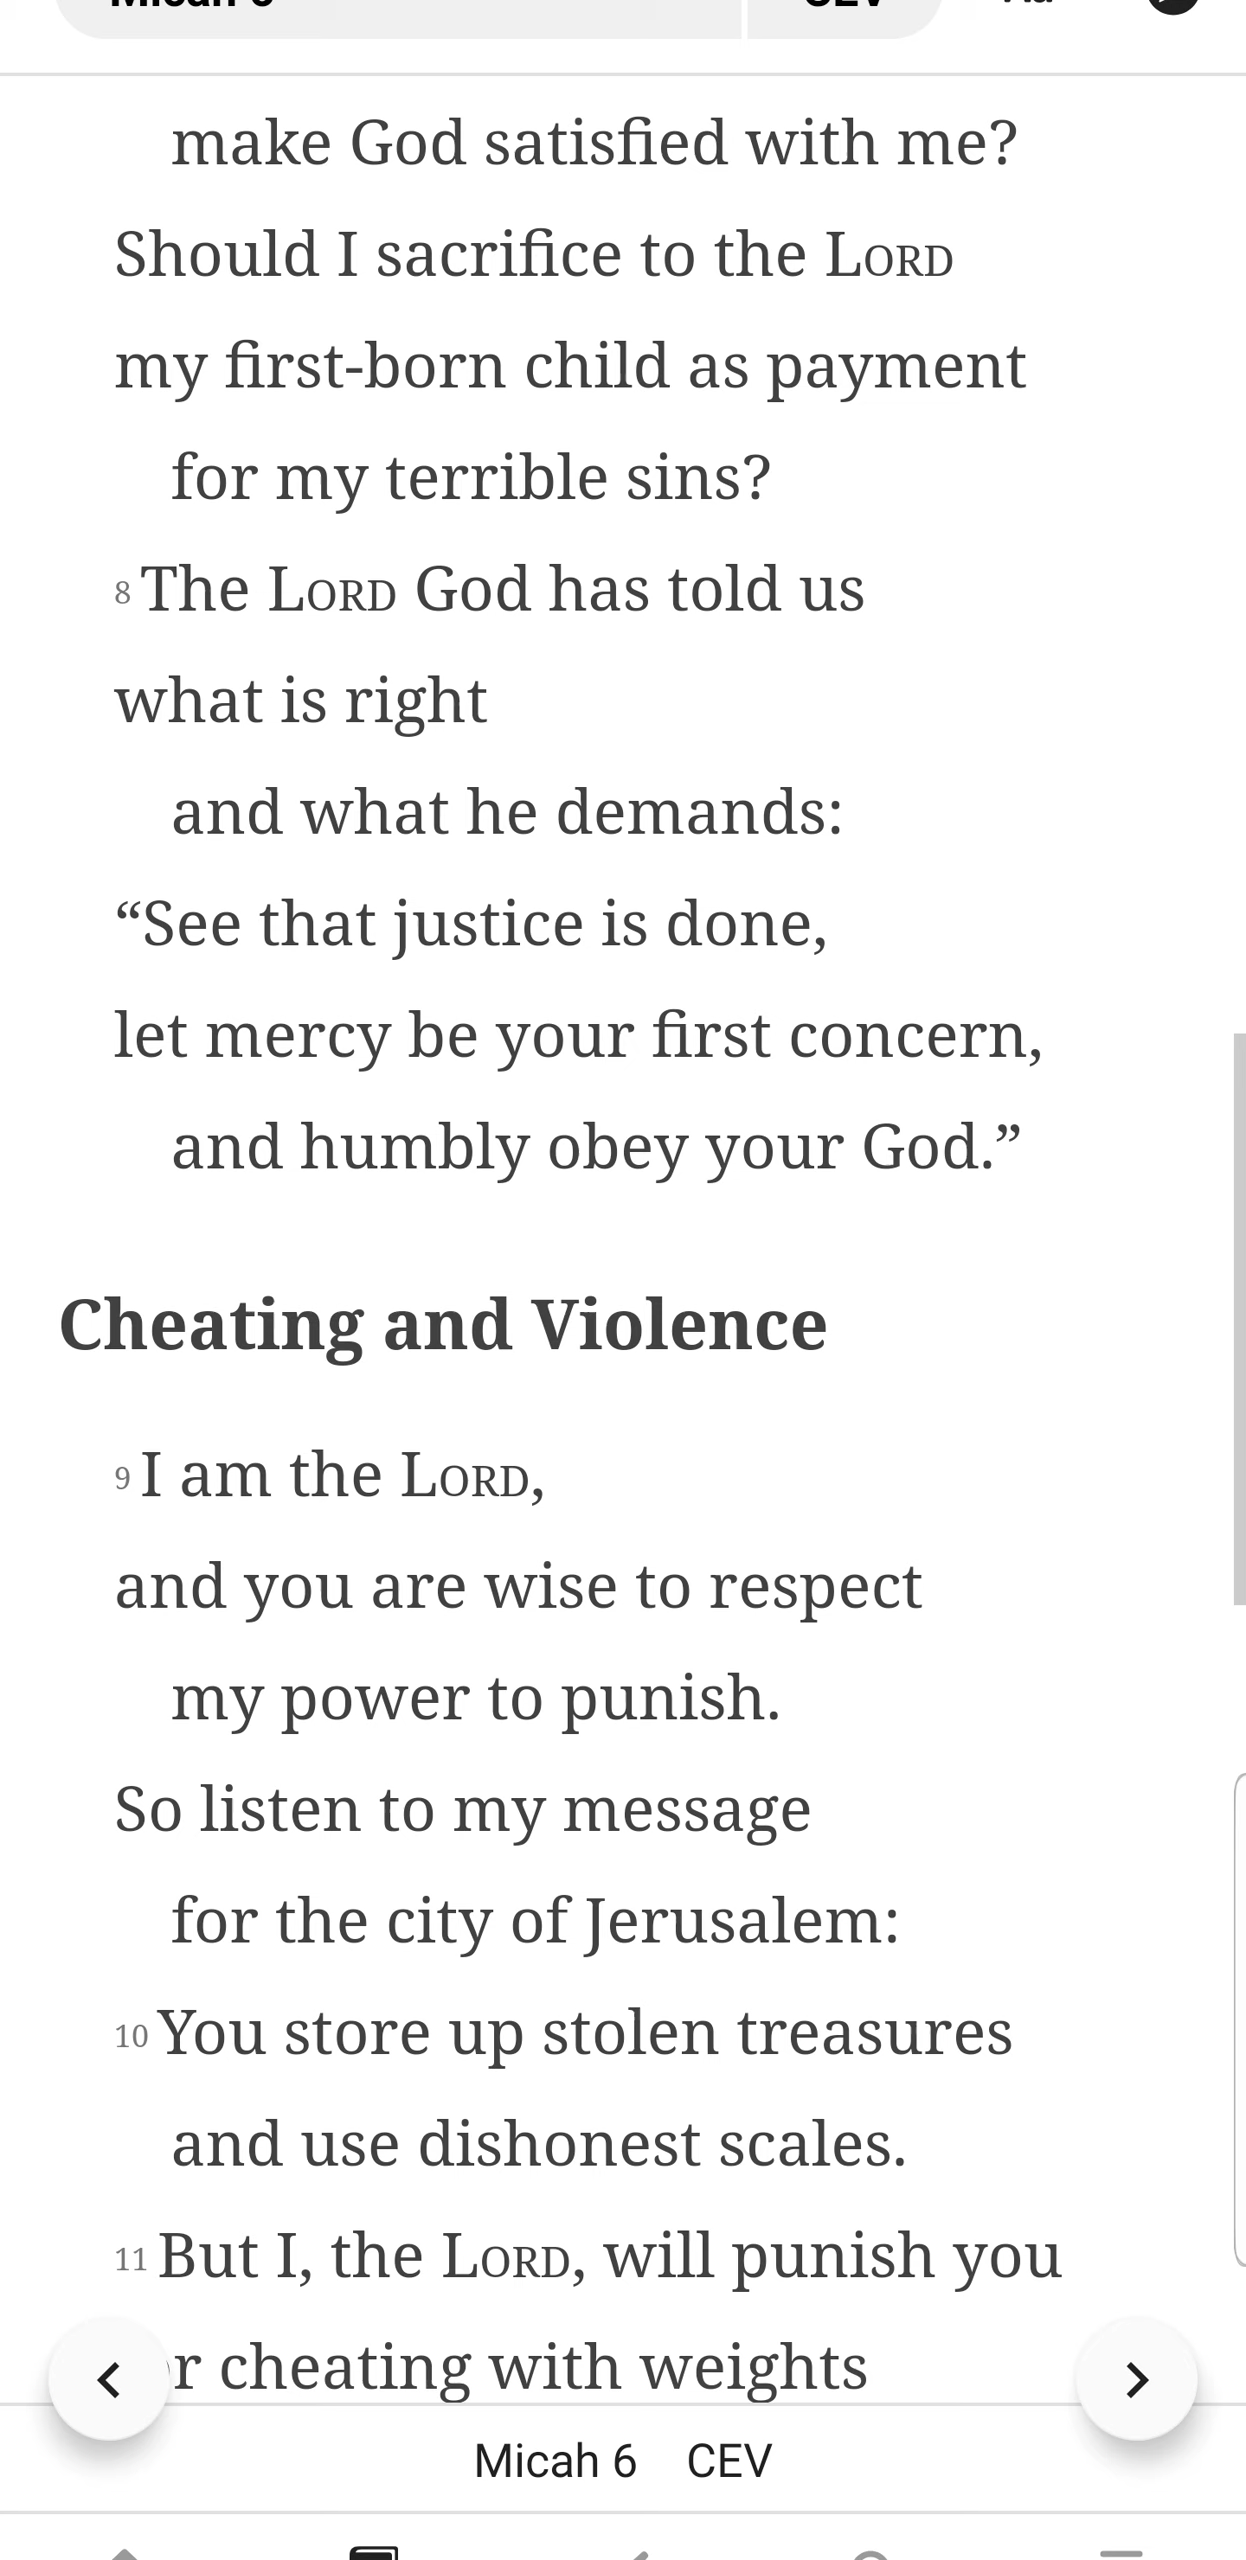 Micah 6 CEV
make God satisfied with me?
Should I sacrifice to the LORD
my first-born child as payment
for my terrible sins?
8 The LORD God has told us
what is right
and what he demands:
“See that justice is done,
let mercy be your first concern,
and humbly obey your God.”
Cheating and Violence
9 I am the LORD,
and you are wise to respect
my power to punish.
So listen to my message
for the city of Jerusalem:
10 You store up stolen treasures
and use dishonest scales.
11 But I, the LORD, will punish you
cheating with weights
Micah 6 CEV